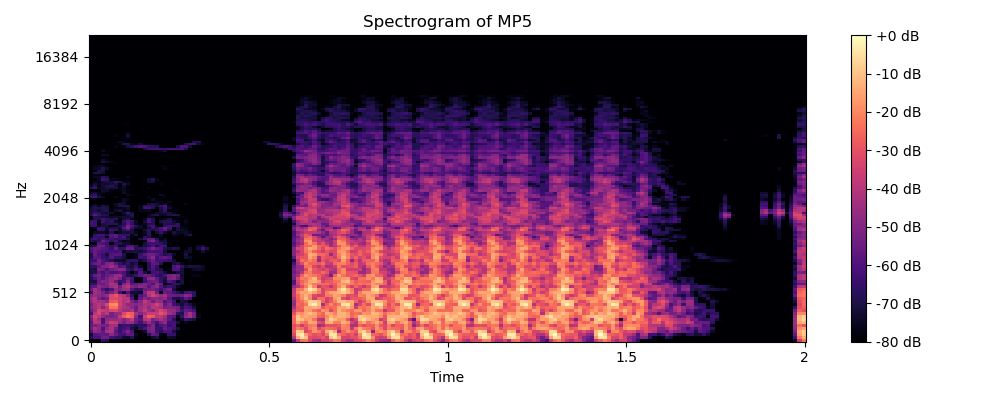 Spectrogram of MP5
16384
8192
4096
2048
1024
512
0
Hz
0
0.5
1
1.5
2
Time
+0 dB
-10 dB
-20 dB
-30 dB
-40 dB
-50 dB
-60 dB
-70 dB
-80 dB